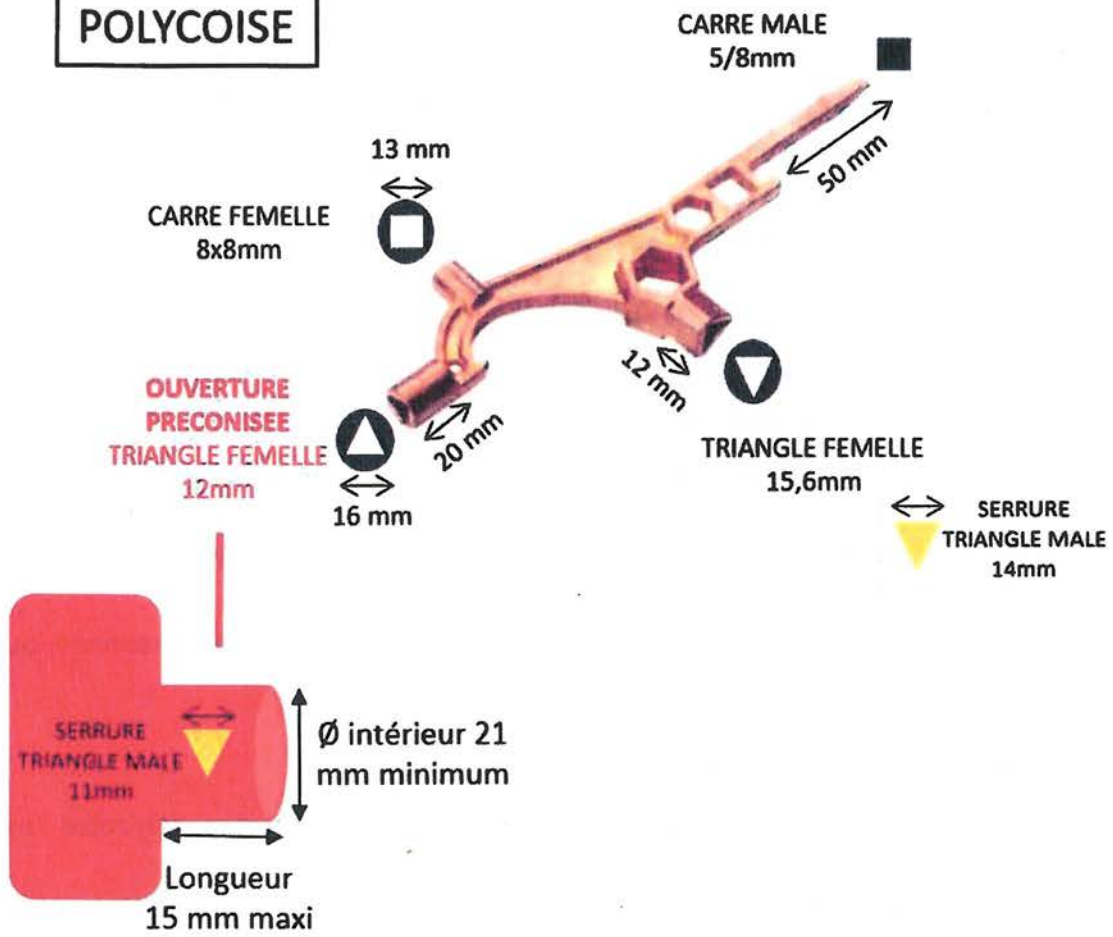 POLYCOISE
CARRE MALE
5/8mm
50 mm
13 mm
CARRE FEMELLE
8x8mm
12 mm
OUVERTURE
PRECONISEE
TRIANGLE FEMELLE
12mm
20 mm
16 mm
TRIANGLE FEMELLE
15,6mm
SERRURE
TRIANGLE MALE
14mm
SERRURE
TRIANGLE MALE
11mm
Ø intérieur 21
mm minimum
Longueur
15 mm maxi